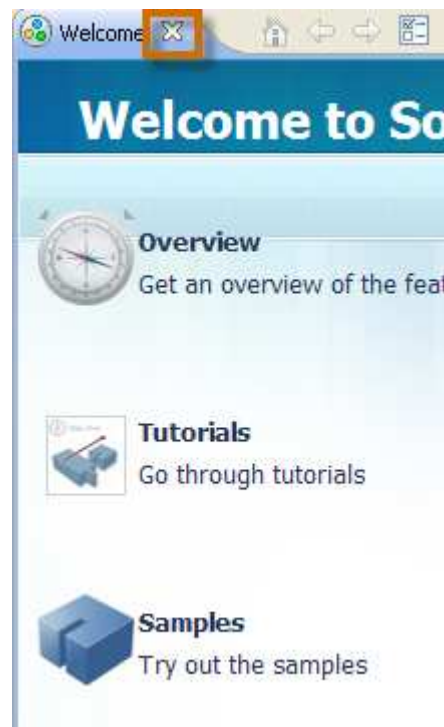 Welcome
Welcome to So
Overview
Get an overview of the feat
Tutorials
Go through tutorials
Samples
Try out the samples